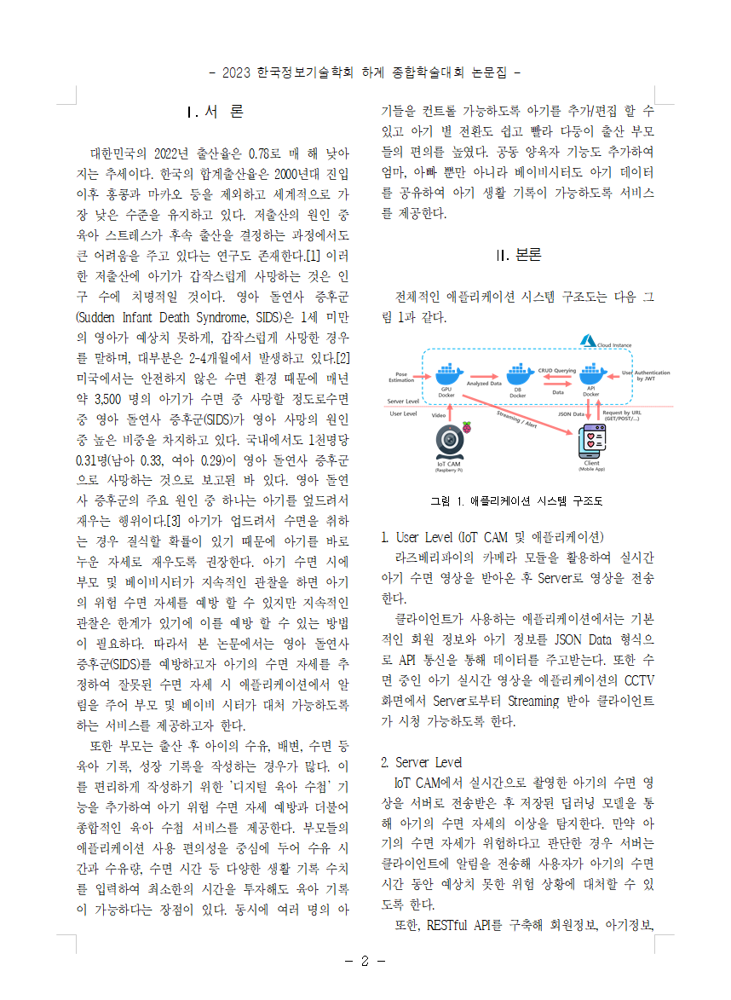 - 2023 한국정보기술학회 하계 종합학술대회 논문집 -
Ⅰ. 서 론
대한민국의 2022년 출산율은 0.78로 매 해 낮아
지는 추세이다. 한국의 합계출산율은 2000년대 진입
이후 홍콩과 마카오 등을 제외하고 세계적으로 가
장 낮은 수준을 유지하고 있다. 저출산의 원인 중
육아 스트레스가 후속 출산을 결정하는 과정에서도
큰 어려움을 주고 있다는 연구도 존재한다.[1] 이러
한 저출산에 아기가 갑작스럽게 사망하는 것은 인
구 수에 치명적일 것이다. 영아 돌연사 증후군
(Sudden Infant Death Syndrome, SIDS)은 1세 미만
의 영아가 예상치 못하게, 갑작스럽게 사망한 경우
를 말하며, 대부분은 2-4개월에서 발생하고 있다.[2]
미국에서는 안전하지 않은 수면 환경 때문에 매년
약 3,500 명의 아기가 수면 중 사망할 정도로수면
중 영아 돌연사 증후군(SIDS)가 영아 사망의 원인
중 높은 비중을 차지하고 있다. 국내에서도 1천명당
0.31명(남아 0.33, 여아 0.29)이 영아 돌연사 증후군
으로 사망하는 것으로 보고된 바 있다. 영아 돌연
사 증후군의 주요 원인 중 하나는 아기를 엎드려서
재우는 행위이다.[3] 아기가 업드려서 수면을 취하
는 경우 질식할 확률이 있기 때문에 아기를 바로
누운 자세로 재우도록 권장한다. 아기 수면 시에
부모 및 베이비시터가 지속적인 관찰을 하면 아기
의 위험 수면 자세를 예방 할 수 있지만 지속적인
관찰은 한계가 있기에 이를 예방 할 수 있는 방법
이 필요하다. 따라서 본 논문에서는 영아 돌연사
증후군(SIDS)를 예방하고자 아기의 수면 자세를 추
정하여 잘못된 수면 자세 시 애플리케이션에서 알
림을 주어 부모 및 베이비 시터가 대처 가능하도록
하는 서비스를 제공하고자 한다.
또한 부모는 출산 후 아이의 수유, 배변, 수면 등
육아 기록, 성장 기록을 작성하는 경우가 많다. 이
를 편리하게 작성하기 위한 '디지털 육아 수첩' 기
능을 추가하여 아기 위험 수면 자세 예방과 더불어
종합적인 육아 수첩 서비스를 제공한다. 부모들의
애플리케이션 사용 편의성을 중심에 두어 수유 시
간과 수유량, 수면 시간 등 다양한 생활 기록 수치
를 입력하여 최소한의 시간을 투자해도 육아 기록
이 가능하다는 장점이 있다. 동시에 여러 명의 아
기들을 컨트롤 가능하도록 아기를 추가/편집 할 수
있고 아기 별 전환도 쉽고 빨라 다둥이 출산 부모
들의 편의를 높였다. 공동 양육자 기능도 추가하여
엄마, 아빠 뿐만 아니라 베이비시터도 아기 데이터
를 공유하여 아기 생활 기록이 가능하도록 서비스
를 제공한다.
Ⅱ. 본론
전체적인 애플리케이션 시스템 구조도는 다음 그
림 1과 같다.
Cloud Instance
Pose
Estimation
GPU
Docker
Analyzed Data
DB
Docker
CRUD Querying
Data
API
Docker
User Authentication
by JWT
Server Level
User Level
Video
Streaming / Alert
JSON Data
Request by URL
(GET/POST/...)
IoT CAM
(Raspberry Pi)
Client
(Mobile App)
그림 1. 애플리케이션 시스템 구조도
1. User Level (IoT CAM 및 애플리케이션)
라즈베리파이의 카메라 모듈을 활용하여 실시간
아기 수면 영상을 받아온 후 Server로 영상을 전송
한다.
클라이언트가 사용하는 애플리케이션에서는 기본
적인 회원 정보와 아기 정보를 JSON Data 형식으
로 API 통신을 통해 데이터를 주고받는다. 또한 수
면 중인 아기 실시간 영상을 애플리케이션의 CCTV
화면에서 Server로부터 Streaming 받아 클라이언트
가 시청 가능하도록 한다.
2. Server Level
IoT CAM에서 실시간으로 촬영한 아기의 수면 영
상을 서버로 전송받은 후 저장된 딥러닝 모델을 통
해 아기의 수면 자세의 이상을 탐지한다. 만약 아
기의 수면 자세가 위험하다고 판단한 경우 서버는
클라이언트에 알림을 전송해 사용자가 아기의 수면
시간 동안 예상치 못한 위험 상황에 대처할 수 있
도록 한다.
또한, RESTful API를 구축해 회원정보, 아기정보,
- 2 -